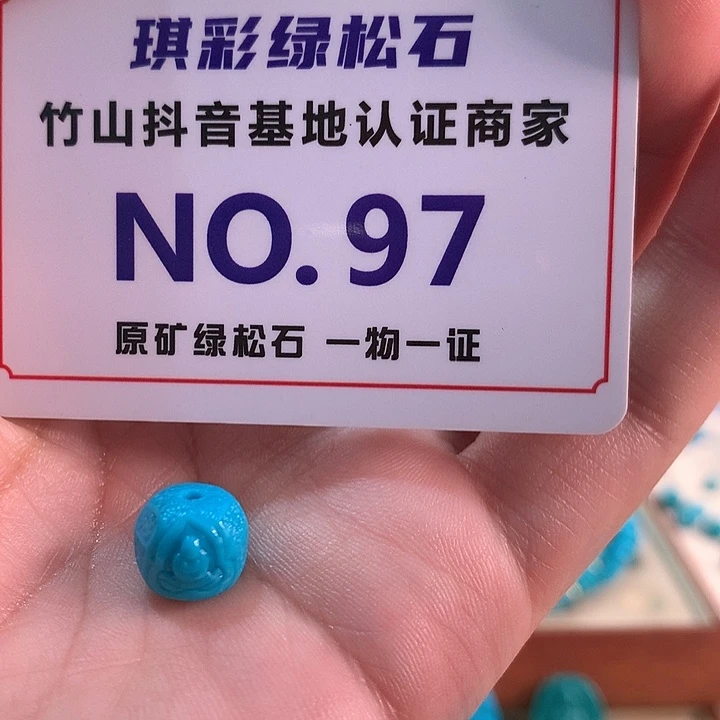 琪彩绿松石
竹山抖音基地认证商家
NO.97
原矿绿松石 一物一证